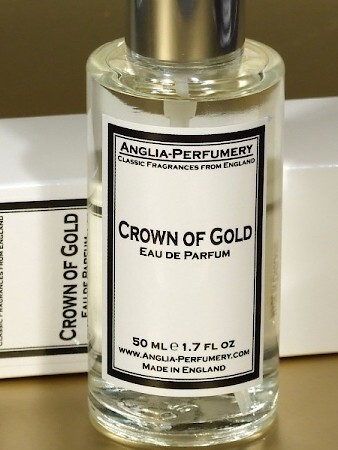 ANGLIA-PERFUMERY
CLASSIC FRAGRANCES FROM ENGLAND
CROWN OF GOLD
EAU DE PARFUM
50 ML ℮ 1.7 FL OZ
WWW.ANGLIA-PERFUMERY.COM
MADE IN ENGLAND
CLASSIC FRAGRANCES FROM ENGLAND
CROWN OF GOLD
EAU DE PARFUM